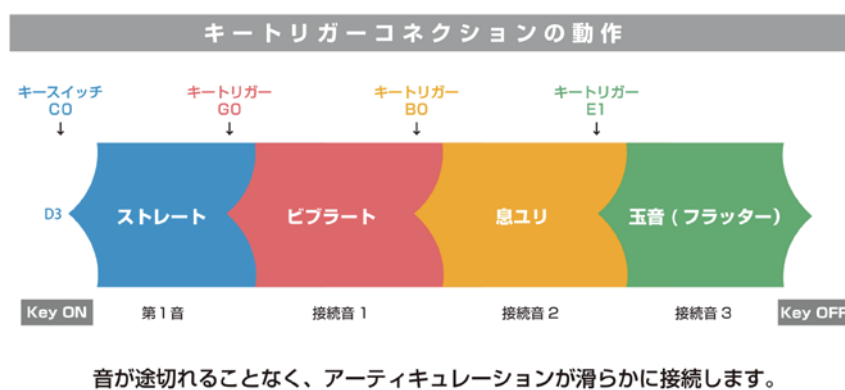 キートリガーコネクションの動作
キースイッチ
C0
キートリガー
G0
キートリガー
B0
キートリガー
E1
↓
↓
↓
↓
D3
ストレート
ビブラート
息ユリ
玉音 ( フラッター）
Key ON
第１音
接続音１
接続音２
接続音３
Key OFF
音が途切れることなく、アーティキュレーションが滑らかに接続します。